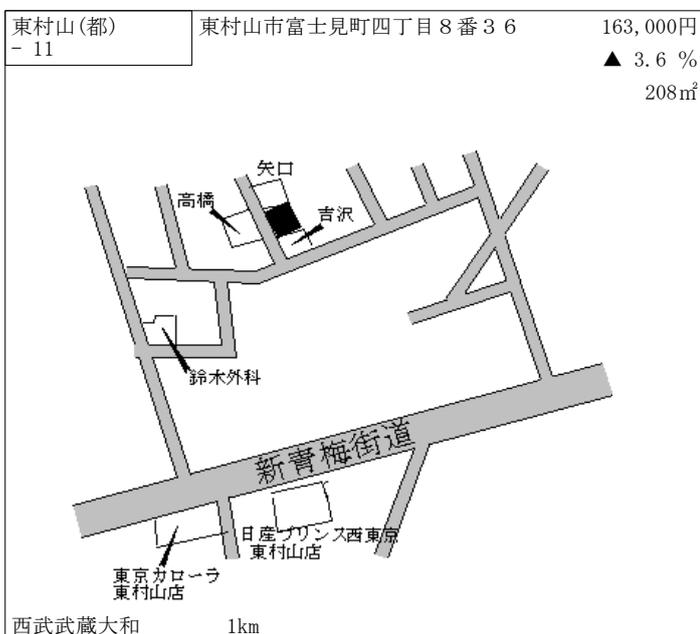 東村山(都) 東村山市富士見町四丁目８番３６ 163,000円
- 11
▲ 3.6 %
208㎡
矢口
高橋
吉沢
鈴木外科
新青梅街道
日産プリンス西東京
東村山店
東京カローラ
東村山店
西武武蔵大和 1km